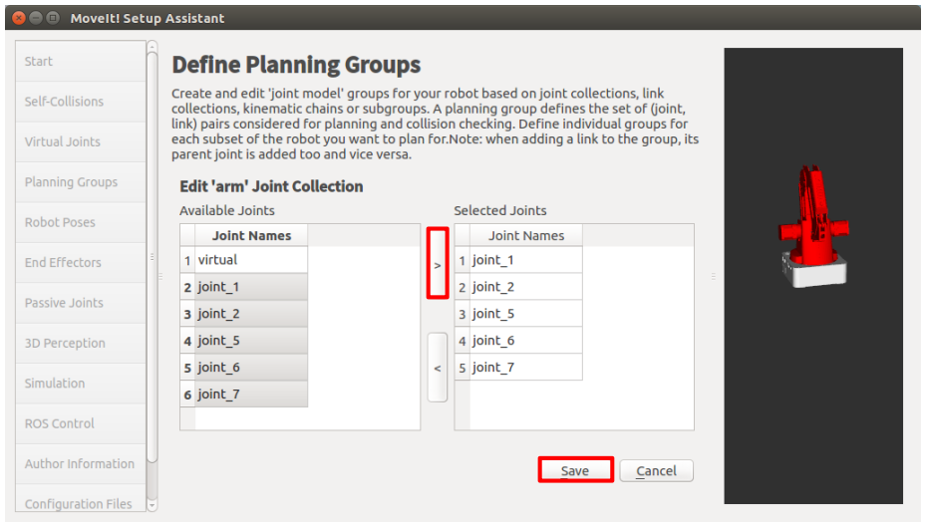 MoveIt! Setup Assistant
Start
Self-Collisions
Virtual Joints
Planning Groups
Robot Poses
End Effectors
Passive Joints
3D Perception
Simulation
ROS Control
Author Information
Configuration Files
Define Planning Groups
Create and edit 'joint model' groups for your robot based on joint collections, link
collections, kinematic chains or subgroups. A planning group defines the set of (joint,
link) pairs considered for planning and collision checking. Define individual groups for
each subset of the robot you want to plan for.Note: when adding a link to the group, its
parent joint is added too and vice versa.
Edit 'arm' Joint Collection
Available Joints
Joint Names
1 virtual
2 joint_1
3 joint_2
4 joint_5
5 joint_6
6 joint_7
>
<
Selected Joints
Joint Names
1 joint_1
2 joint_2
3 joint_5
4 joint_6
5 joint_7
Save
Cancel